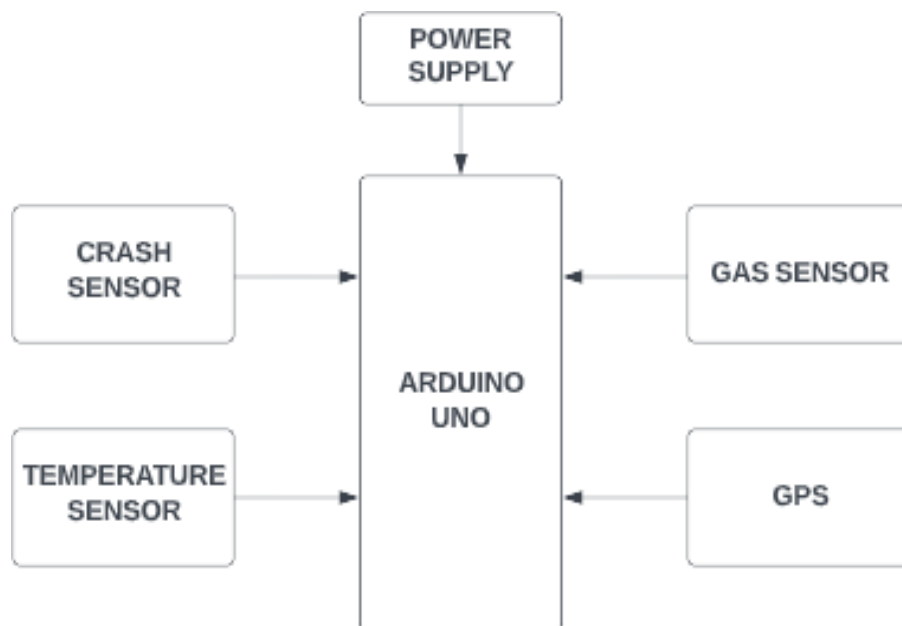 POWER
SUPPLY
CRASH
SENSOR
GAS SENSOR
ARDUINO
UNO
TEMPERATURE
SENSOR
GPS